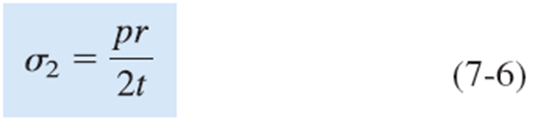 σ₂ = pr/2t (7-6)